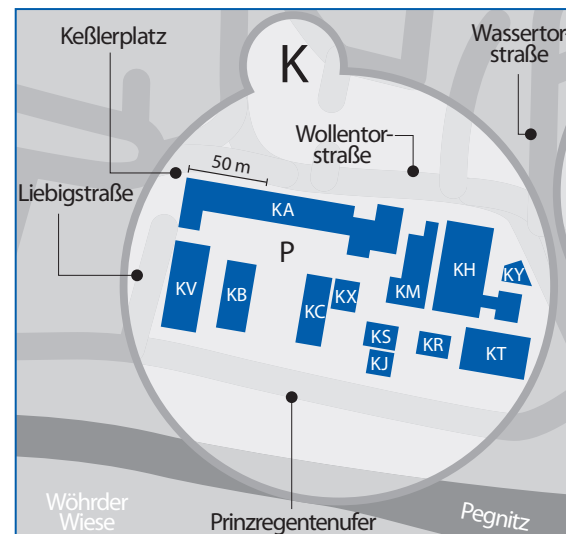 Keßlerplatz
K
Wassertor-
straße
Wollentor-
straße
50 m
Liebigstraße
KA
P
KV
KB
KC
KX
KM
KH
KY
KS
KJ
KR
KT
Wöhrder
Wiese
Prinzregentenufer
Pegnitz